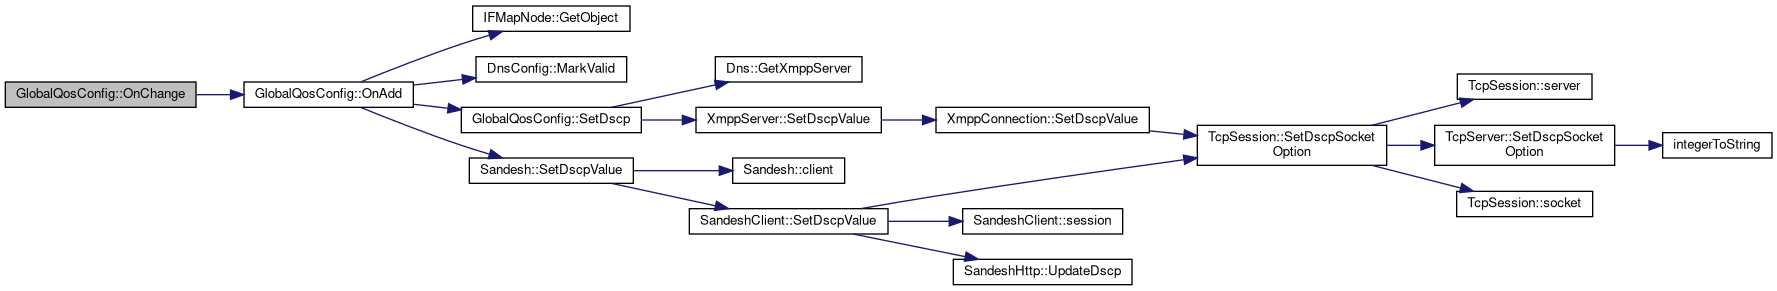 GlobalQosConfig::OnChange
GlobalQosConfig::OnAdd
IFMapNode::GetObject
DnsConfig::MarkValid
GlobalQosConfig::SetDscp
Sandesh::SetDscpValue
Dns::GetXmppServer
XmppServer::SetDscpValue
Sandesh::client
SandeshClient::SetDscpValue
XmppConnection::SetDscpValue
SandeshClient::session
SandeshHttp::UpdateDscp
TcpSession::SetDscpSocket
Option
TcpSession::server
TcpServer::SetDscpSocket
Option
TcpSession::socket
integerToString